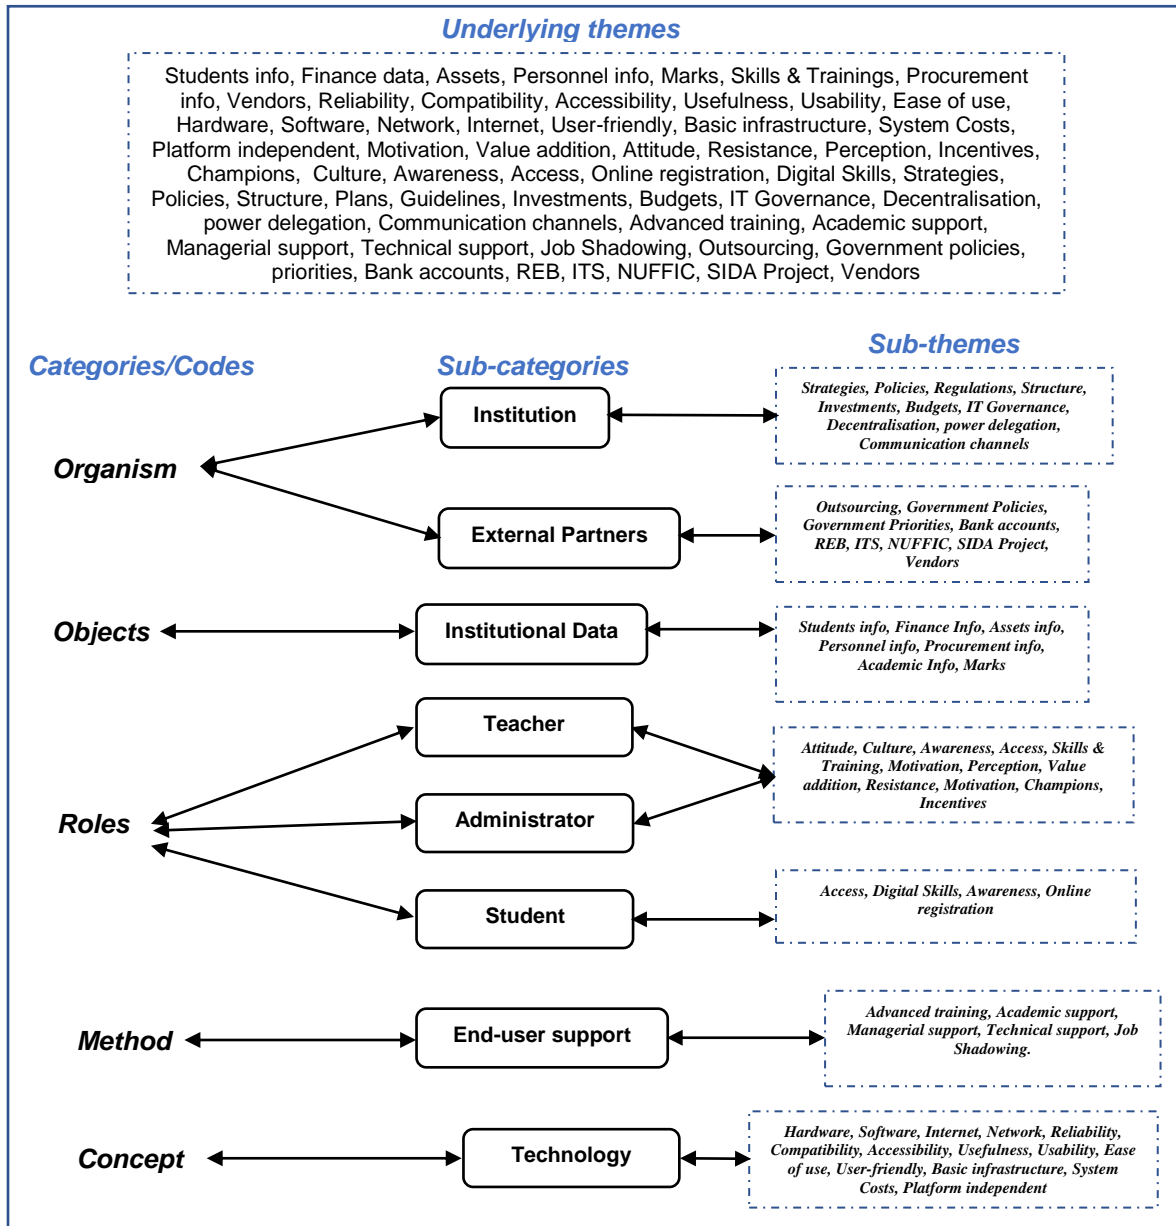 Underlying themes
Students info, Finance data, Assets, Personnel info, Marks, Skills & Trainings, Procurement
info, Vendors, Reliability, Compatibility, Accessibility, Usefulness, Usability, Ease of use,
Hardware, Software, Network, Internet, User-friendly, Basic infrastructure, System Costs,
Platform independent, Motivation, Value addition, Attitude, Resistance, Perception, Incentives,
Champions, Culture, Awareness, Access, Online registration, Digital Skills, Strategies,
Policies, Structure, Plans, Guidelines, Investments, Budgets, IT Governance, Decentralisation,
power delegation, Communication channels, Advanced training, Academic support,
Managerial support, Technical support, Job Shadowing, Outsourcing, Government policies,
priorities, Bank accounts, REB, ITS, NUFFIC, SIDA Project, Vendors
Categories/Codes
Sub-categories
Sub-themes
Organism
Institution
Strategies, Policies, Regulations, Structure,
Investments, Budgets, IT Governance,
Decentralisation, power delegation,
Communication channels
External Partners
Outsourcing, Government Policies,
Government Priorities, Bank accounts,
REB, ITS, NUFFIC, SIDA Project,
Vendors
Objects
Institutional Data
Students info, Finance Info, Assets info,
Personnel info, Procurement info,
Academic Info, Marks
Roles
Teacher
Administrator
Attitude, Culture, Awareness, Access, Skills &
Training, Motivation, Perception, Value
addition, Resistance, Motivation, Champions,
Incentives
Student
Access, Digital Skills, Awareness, Online
registration
Method
End-user support
Advanced training, Academic support,
Managerial support, Technical support, Job
Shadowing.
Concept
Technology
Hardware, Software, Internet, Network, Reliability,
Compatibility, Accessibility, Usefulness, Usability, Ease
of use, User-friendly, Basic infrastructure, System
Costs, Platform independent